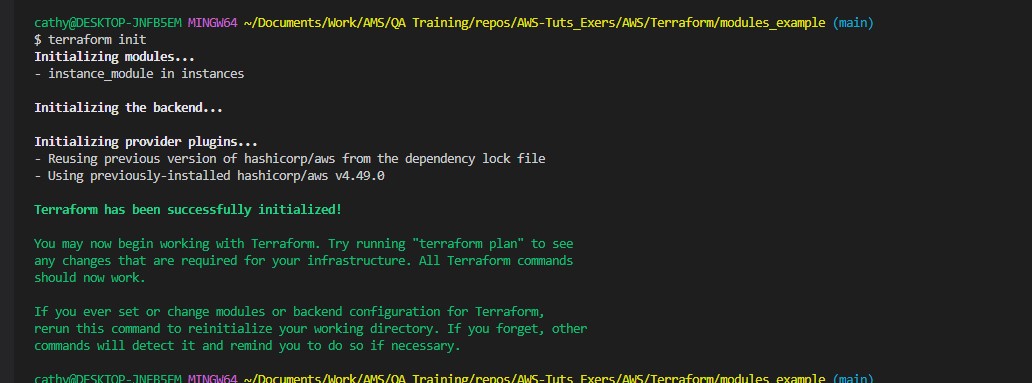 cathy@DESKTOP-JNFB5EM MINGW64 ~/Documents/Work/AMS/QA Training/repos/AWS-Tuts_Exers/AWS/Terraform/modules_example (main)
$ terraform init
Initializing modules...
- instance_module in instances
Initializing the backend...
Initializing provider plugins...
- Reusing previous version of hashicorp/aws from the dependency lock file
- Using previously-installed hashicorp/aws v4.49.0
Terraform has been successfully initialized!
You may now begin working with Terraform. Try running "terraform plan" to see
any changes that are required for your infrastructure. All Terraform commands
should now work.
If you ever set or change modules or backend configuration for Terraform,
rerun this command to reinitialize your working directory. If you forget, other
commands will detect it and remind you to do so if necessary.
cathy@DESKTOP-JNFB5EM MINGW64 ~/Documents/Work/AMS/QA Training/repos/AWS-Tuts_Exers/AWS/Terraform/modules_example (main)